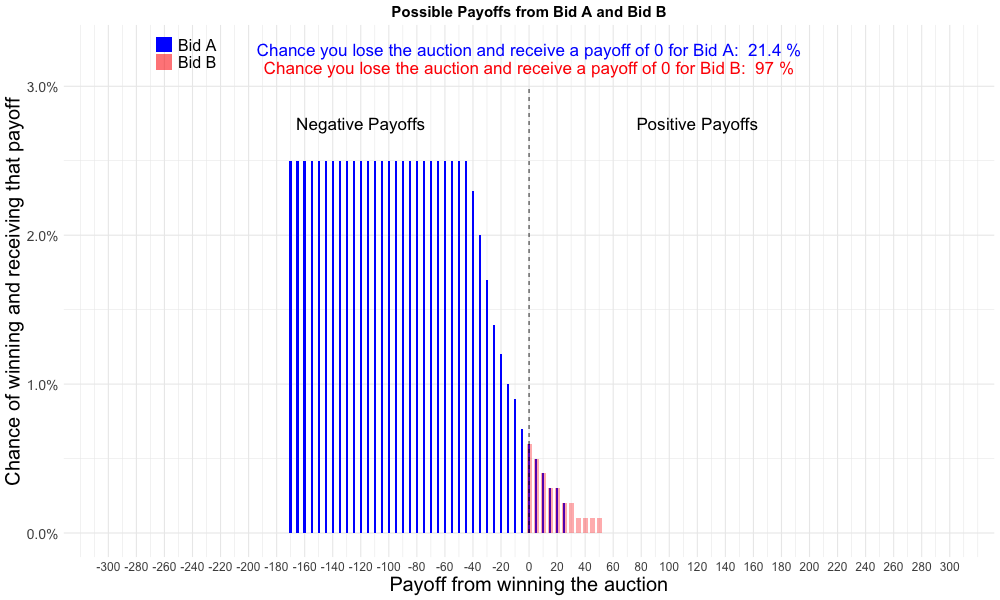 Possible Payoffs from Bid A and Bid B
Bid A
Bid B
Chance you lose the auction and receive a payoff of 0 for Bid A:  21.4 %
Chance you lose the auction and receive a payoff of 0 for Bid B:  97 %
Negative Payoffs
Positive Payoffs
Chance of winning and receiving that payoff
3.0%
2.0%
1.0%
0.0%
-300 -280 -260 -240 -220 -200 -180 -160 -140 -120 -100 -80 -60 -40 -20 0 20 40 60 80 100 120 140 160 180 200 220 240 260 280 300
Payoff from winning the auction